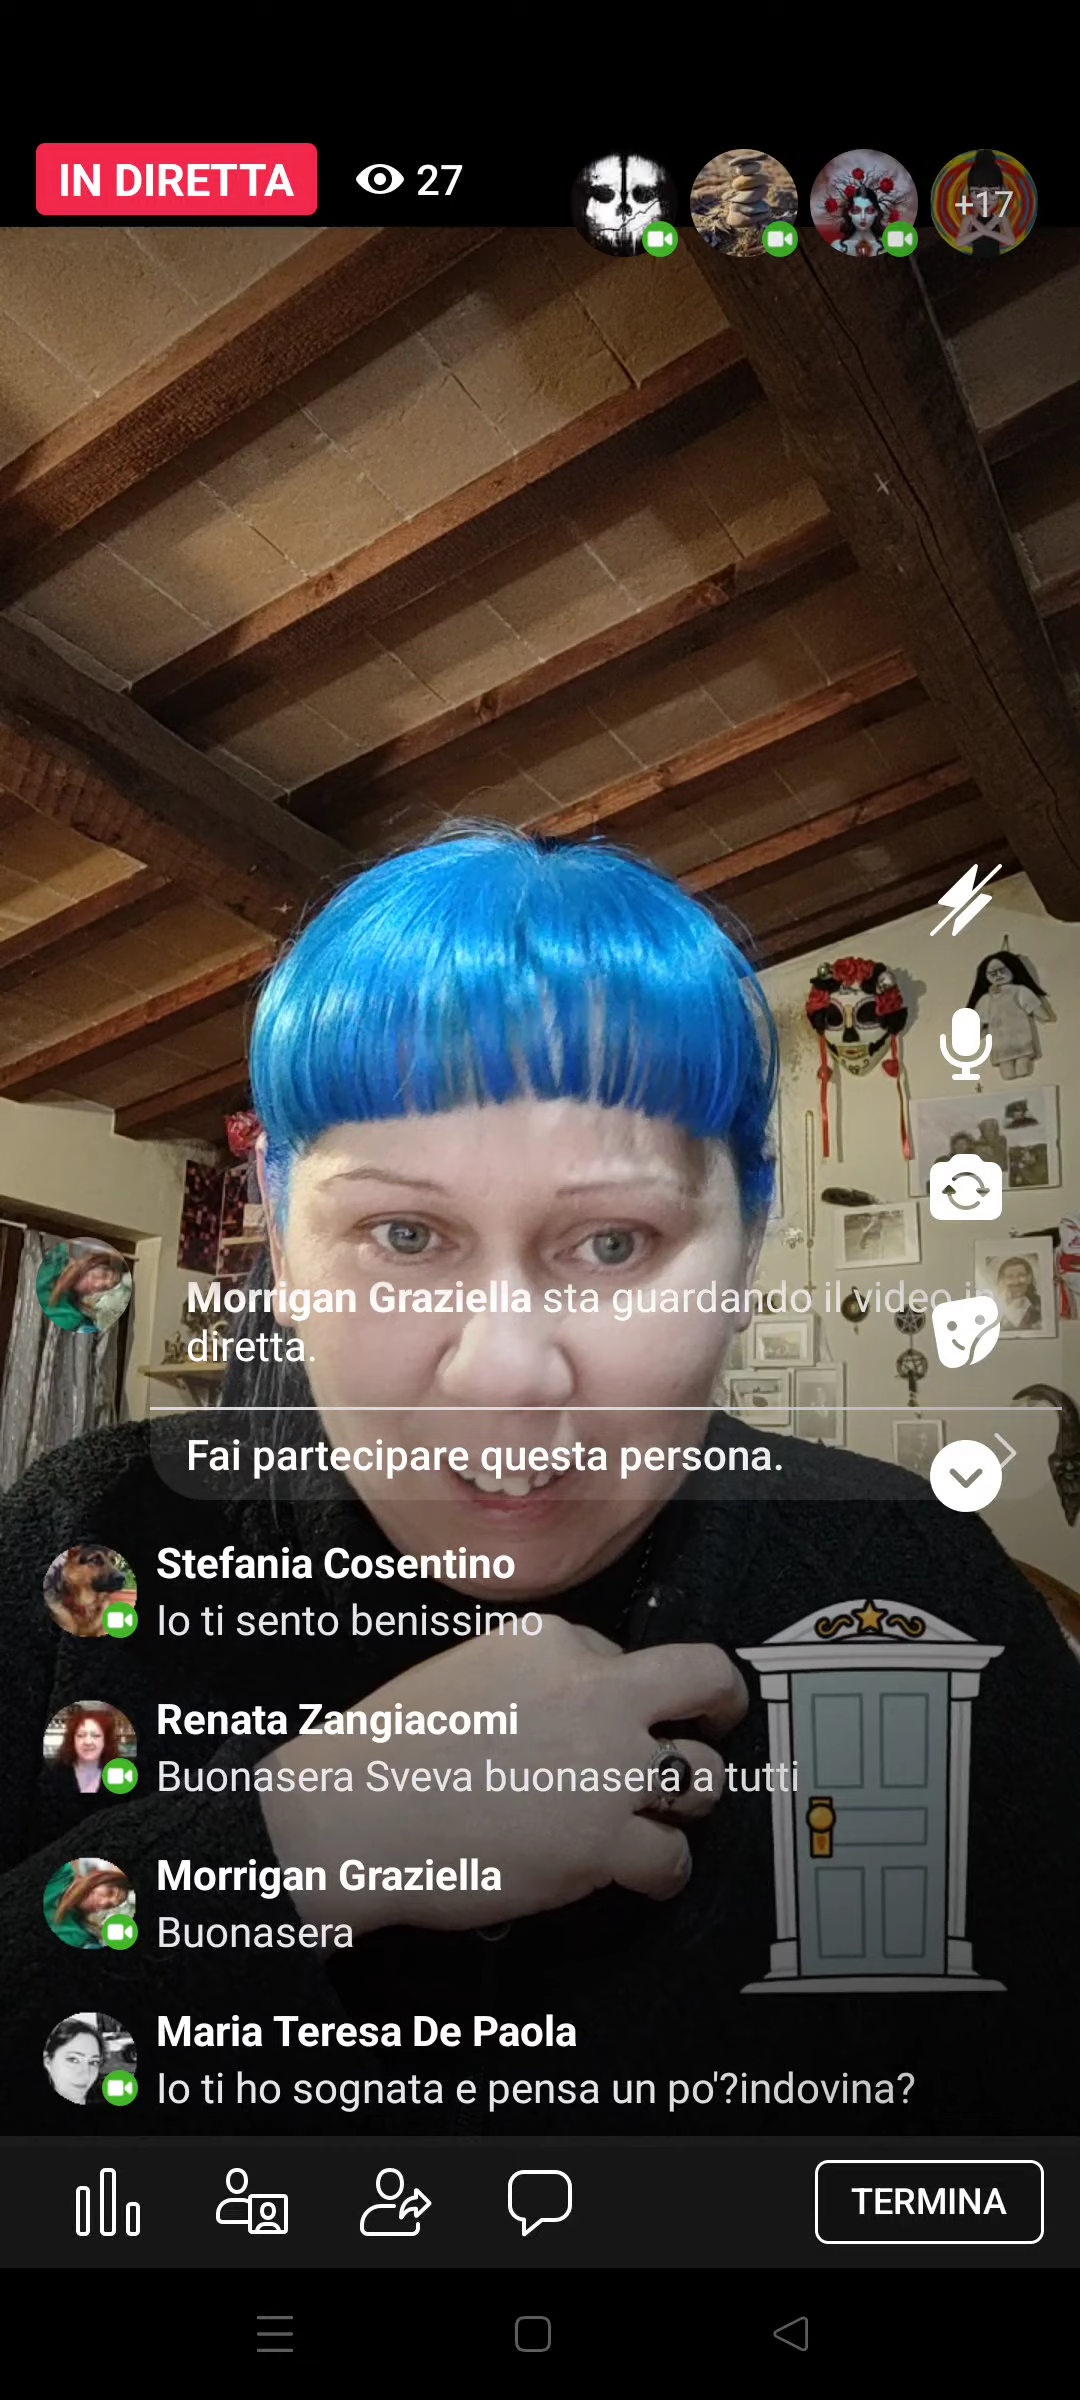 IN DIRETTA
27
+17
Morrigan Graziella sta guardando il video in
diretta.
Fai partecipare questa persona.
Stefania Cosentino
Io ti sento benissimo
Renata Zangiacomi
Buonasera Sveva buonasera a tutti
Morrigan Graziella
Buonasera
Maria Teresa De Paola
Io ti ho sognata e pensa un po'?indovina?
TERMINA